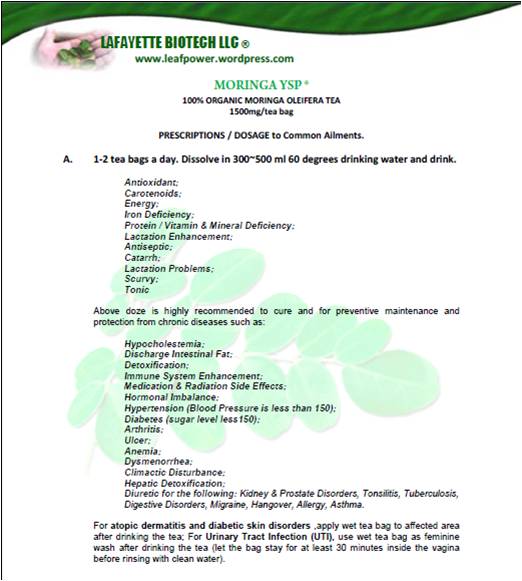 LAFAYETTE BIOTECH LLC ®
www.leafpower.wordpress.com
MORINGA YSP ®
100% ORGANIC MORINGA OLEIFERA TEA
1500mg/tea bag
PRESCRIPTIONS / DOSAGE to Common Ailments.
A. 1-2 tea bags a day. Dissolve in 300~500 ml 60 degrees drinking water and drink.
Antioxidant;
Carotenoids;
Energy;
Iron Deficiency;
Protein / Vitamin & Mineral Deficiency;
Lactation Enhancement;
Antiseptic;
Catarrh;
Lactation Problems;
Scurvy;
Tonic
Above doze is highly recommended to cure and for preventive maintenance and
protection from chronic diseases such as:
Hypocholestemia;
Discharge Intestinal Fat;
Detoxification;
Immune System Enhancement;
Medication & Radiation Side Effects;
Hormonal Imbalance;
Hypertension (Blood Pressure is less than 150);
Diabetes (sugar level less150);
Arthritis;
Ulcer;
Anemia;
Dysmenorrhea;
Climactic Disturbance;
Hepatic Detoxification;
Diuretic for the following: Kidney & Prostate Disorders, Tonsilitis, Tuberculosis,
Digestive Disorders, Migraine, Hangover, Allergy, Asthma.
For atopic dermatitis and diabetic skin disorders ,apply wet tea bag to affected area
after drinking the tea; For Urinary Tract Infection (UTI), use wet tea bag as feminine
wash after drinking the tea (let the bag stay for at least 30 minutes inside the vagina
before rinsing with clean water).